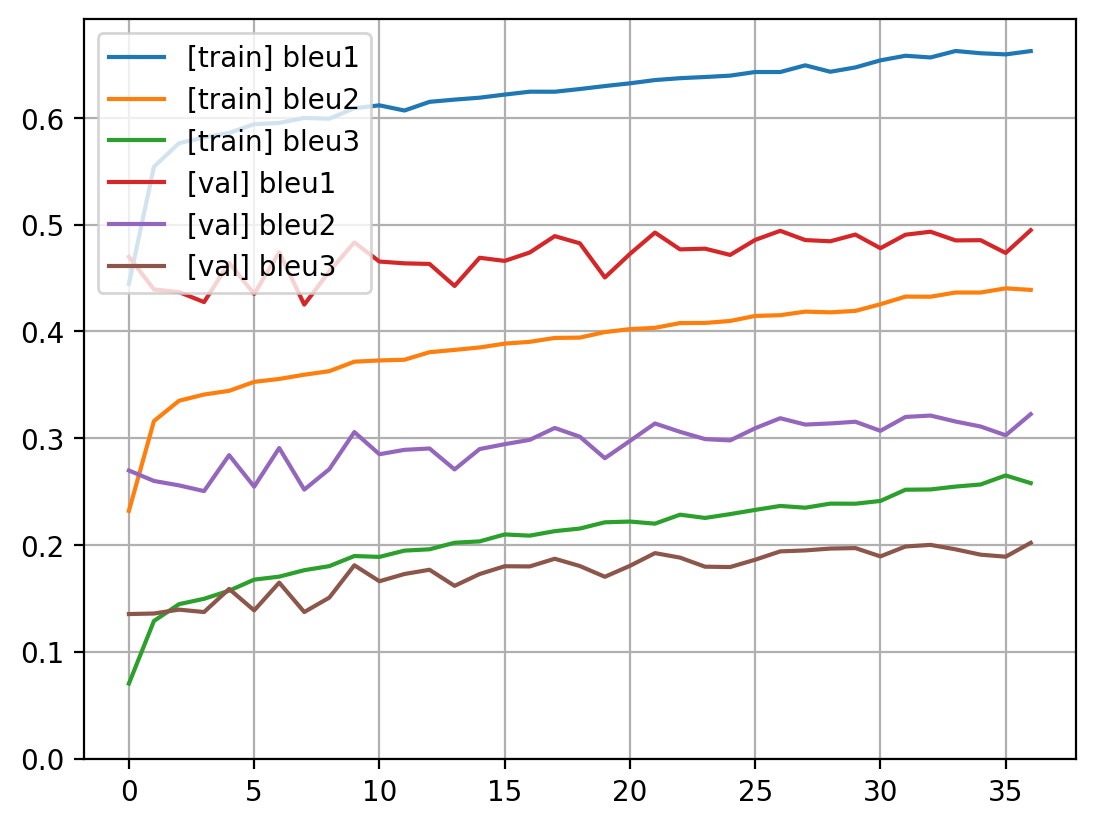 [train] bleu1
[train] bleu2
[train] bleu3
[val] bleu1
[val] bleu2
[val] bleu3
0.6
0.5
0.4
0.3
0.2
0.1
0.0
0 5 10 15 20 25 30 35